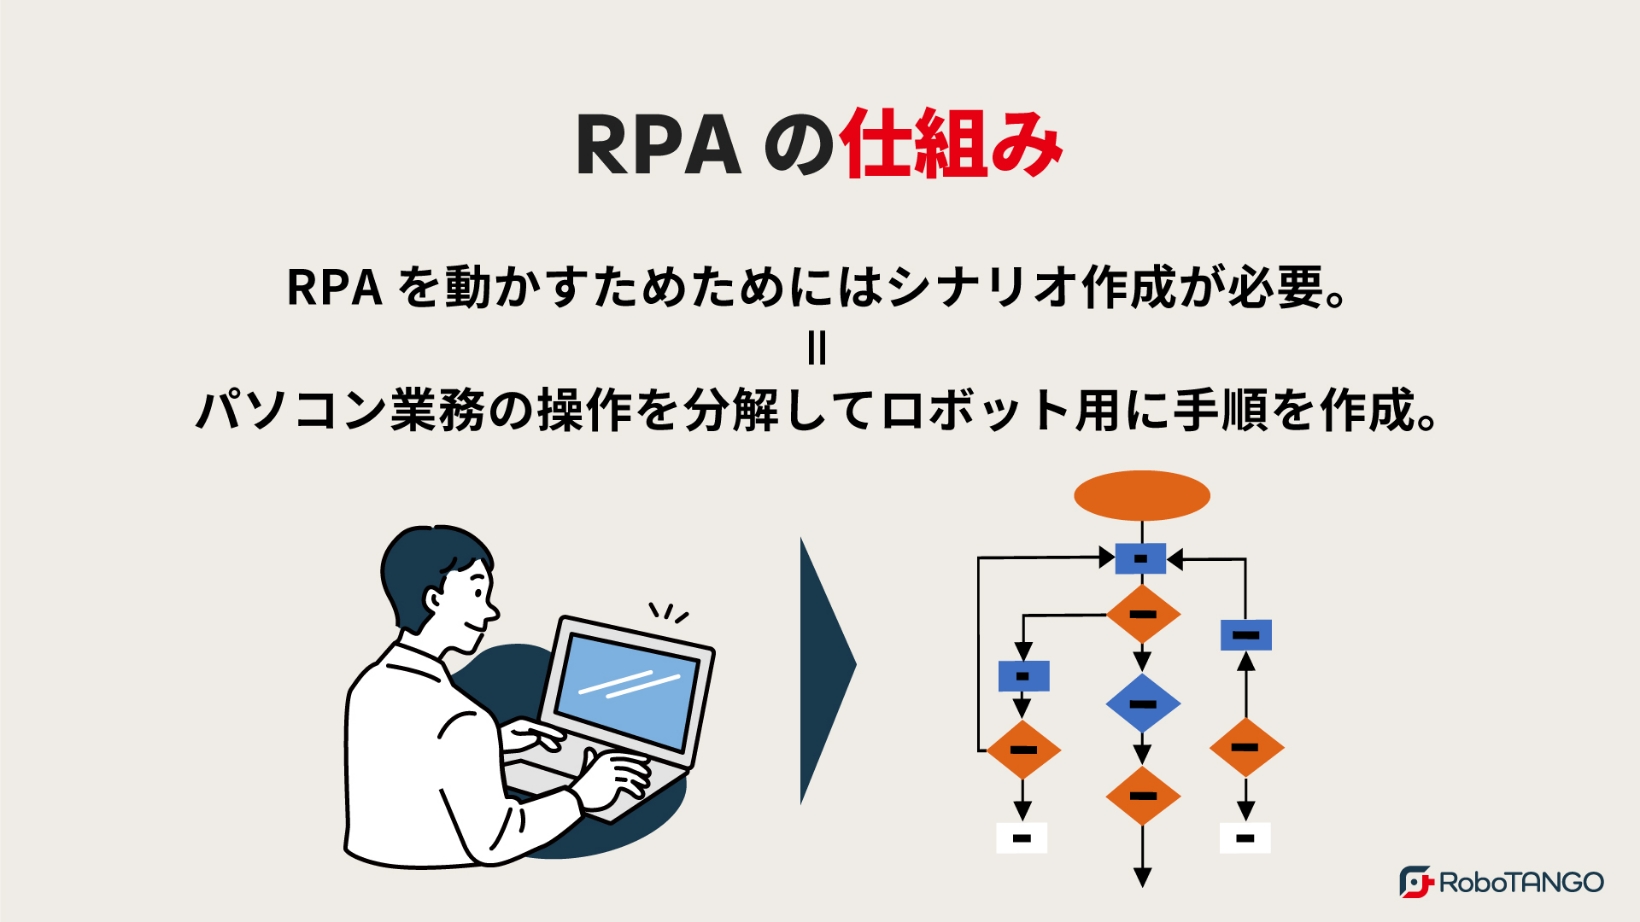 RPA の仕組み
RPA を動かすためためにはシナリオ作成が必要。
=
パソコン業務の操作を分解してロボット用に手順を作成。
RoboTANGO